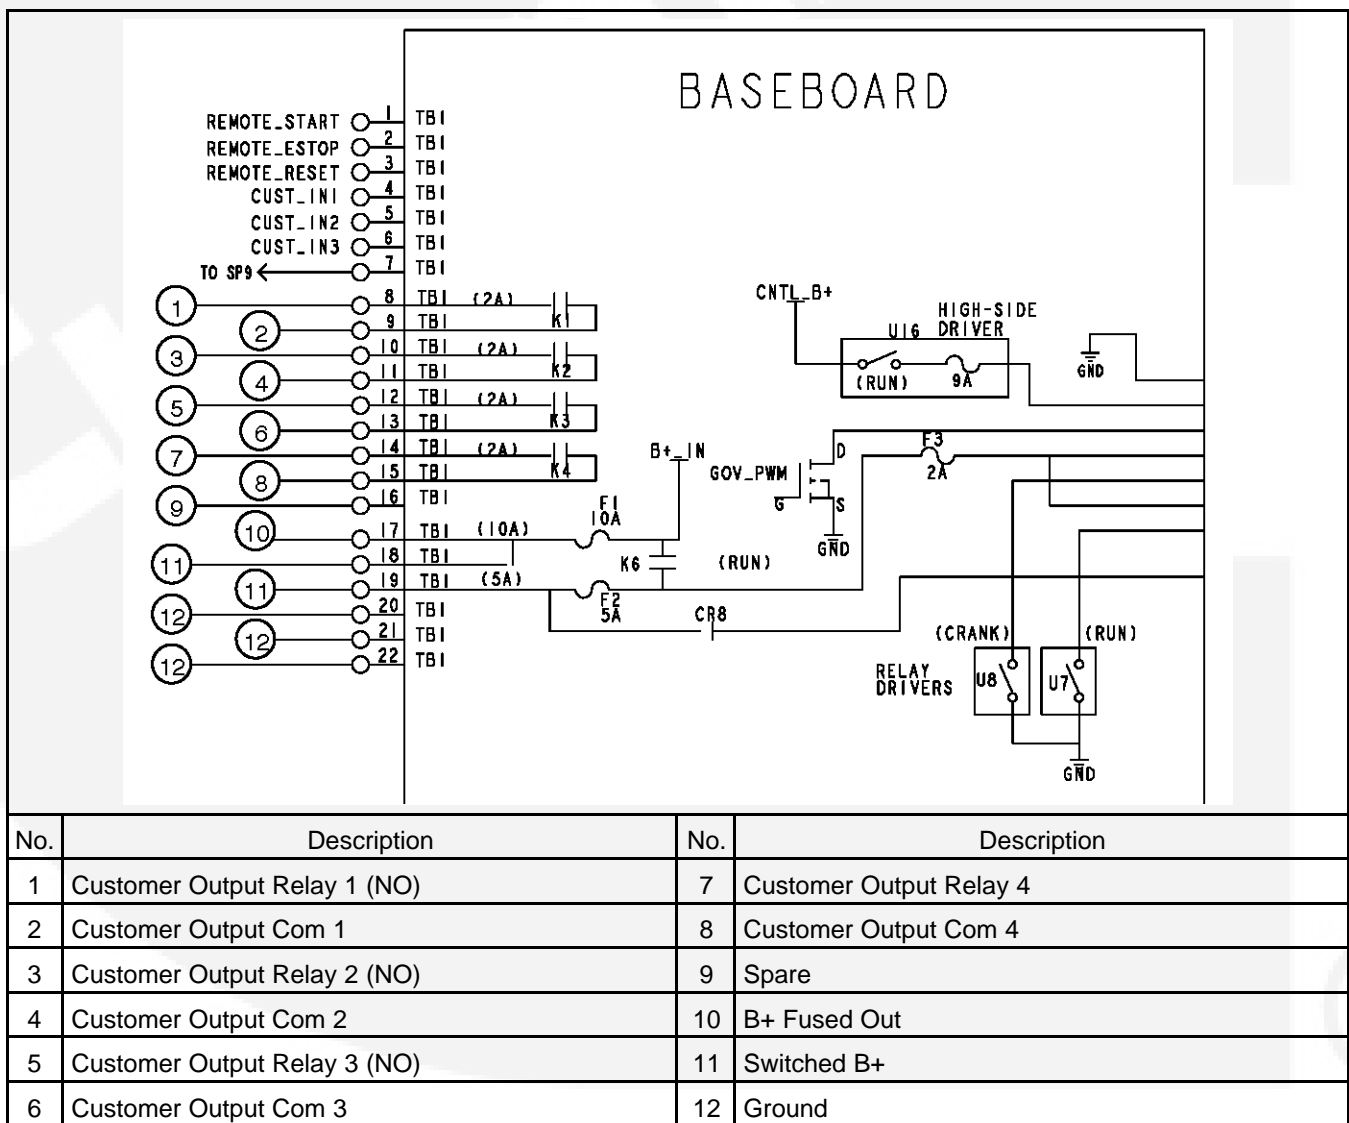 BASEBOARD
REMOTE_START 1 TB1
REMOTE_ESTOP 2 TB1
REMOTE_RESET 3 TB1
CUST_IN1 4 TB1
CUST_IN2 5 TB1
CUST_IN3 6 TB1
TO SP9 7 TB1
1 8 TB1 (2A)
K1
2 9 TB1
3 10 TB1 (2A)
K2
4 11 TB1
5 12 TB1 (2A)
K3
6 13 TB1
7 14 TB1 (2A)
K4
8 15 TB1
9 16 TB1
10 17 TB1 (10A)
F1
10A
11 18 TB1
11 19 TB1 (5A)
F2
5A
12 20 TB1
12 21 TB1
12 22 TB1
CNTL_B+
HIGH-SIDE
U16 DRIVER
(RUN) 9A
GND
B+_IN
K6
(RUN)
GOV_PWM
D
G
S
GND
F3
2A
CR8
(CRANK) (RUN)
RELAY
DRIVERS
U8 U7
GND
No. Description No. Description
1 Customer Output Relay 1 (NO) 7 Customer Output Relay 4
2 Customer Output Com 1 8 Customer Output Com 4
3 Customer Output Relay 2 (NO) 9 Spare
4 Customer Output Com 2 10 B+ Fused Out
5 Customer Output Relay 3 (NO) 11 Switched B+
6 Customer Output Com 3 12 Ground